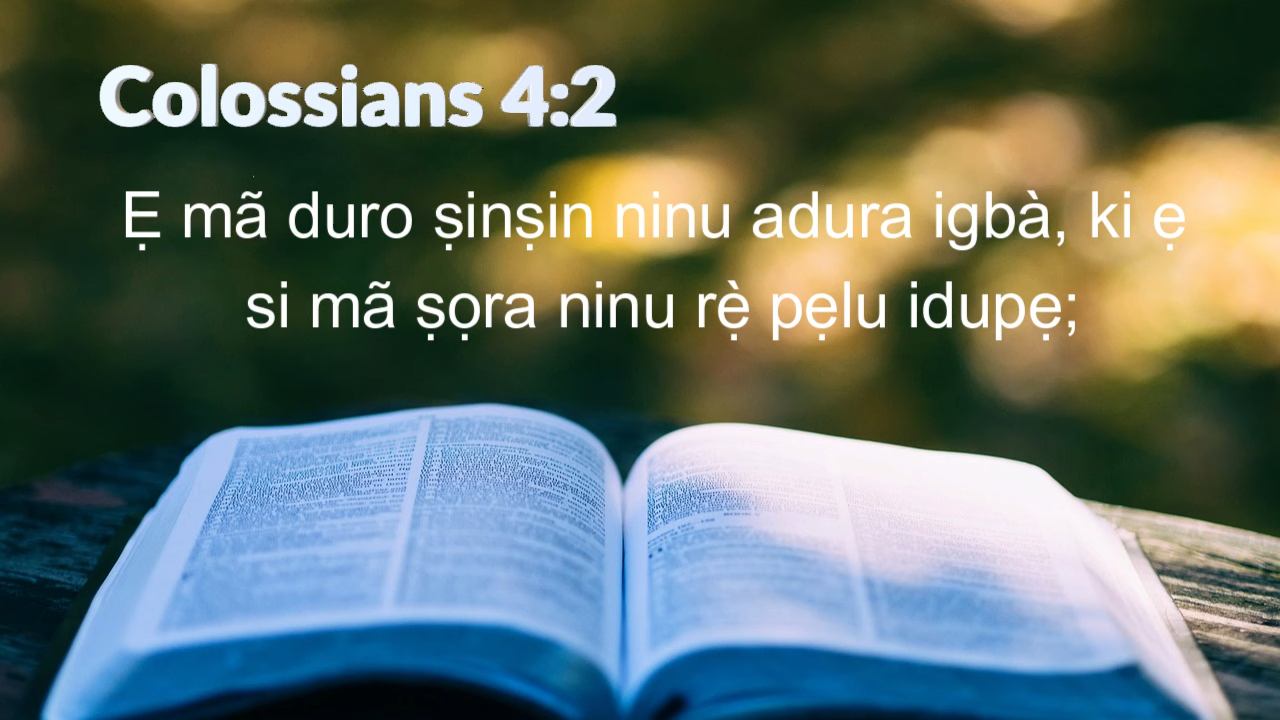 Colossians 4:2
Ẹ mã duro ṣinṣin ninu adura igbà, ki ẹ
si mã ṣọra ninu rẹ̀ pẹlu idupẹ;